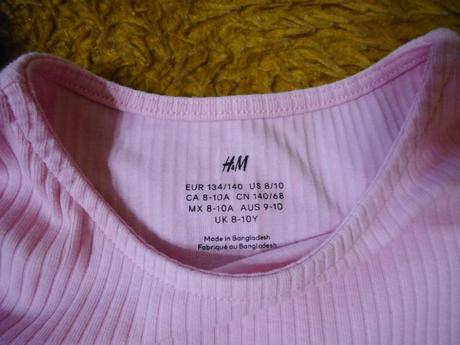 H&M
EUR 134/140 US 8/10
CA 8-10A CN 140/68
MX 8-10A AUS 9-10
UK 8-10Y
Made in Bangladesh
Fabriqué au Bangladesh